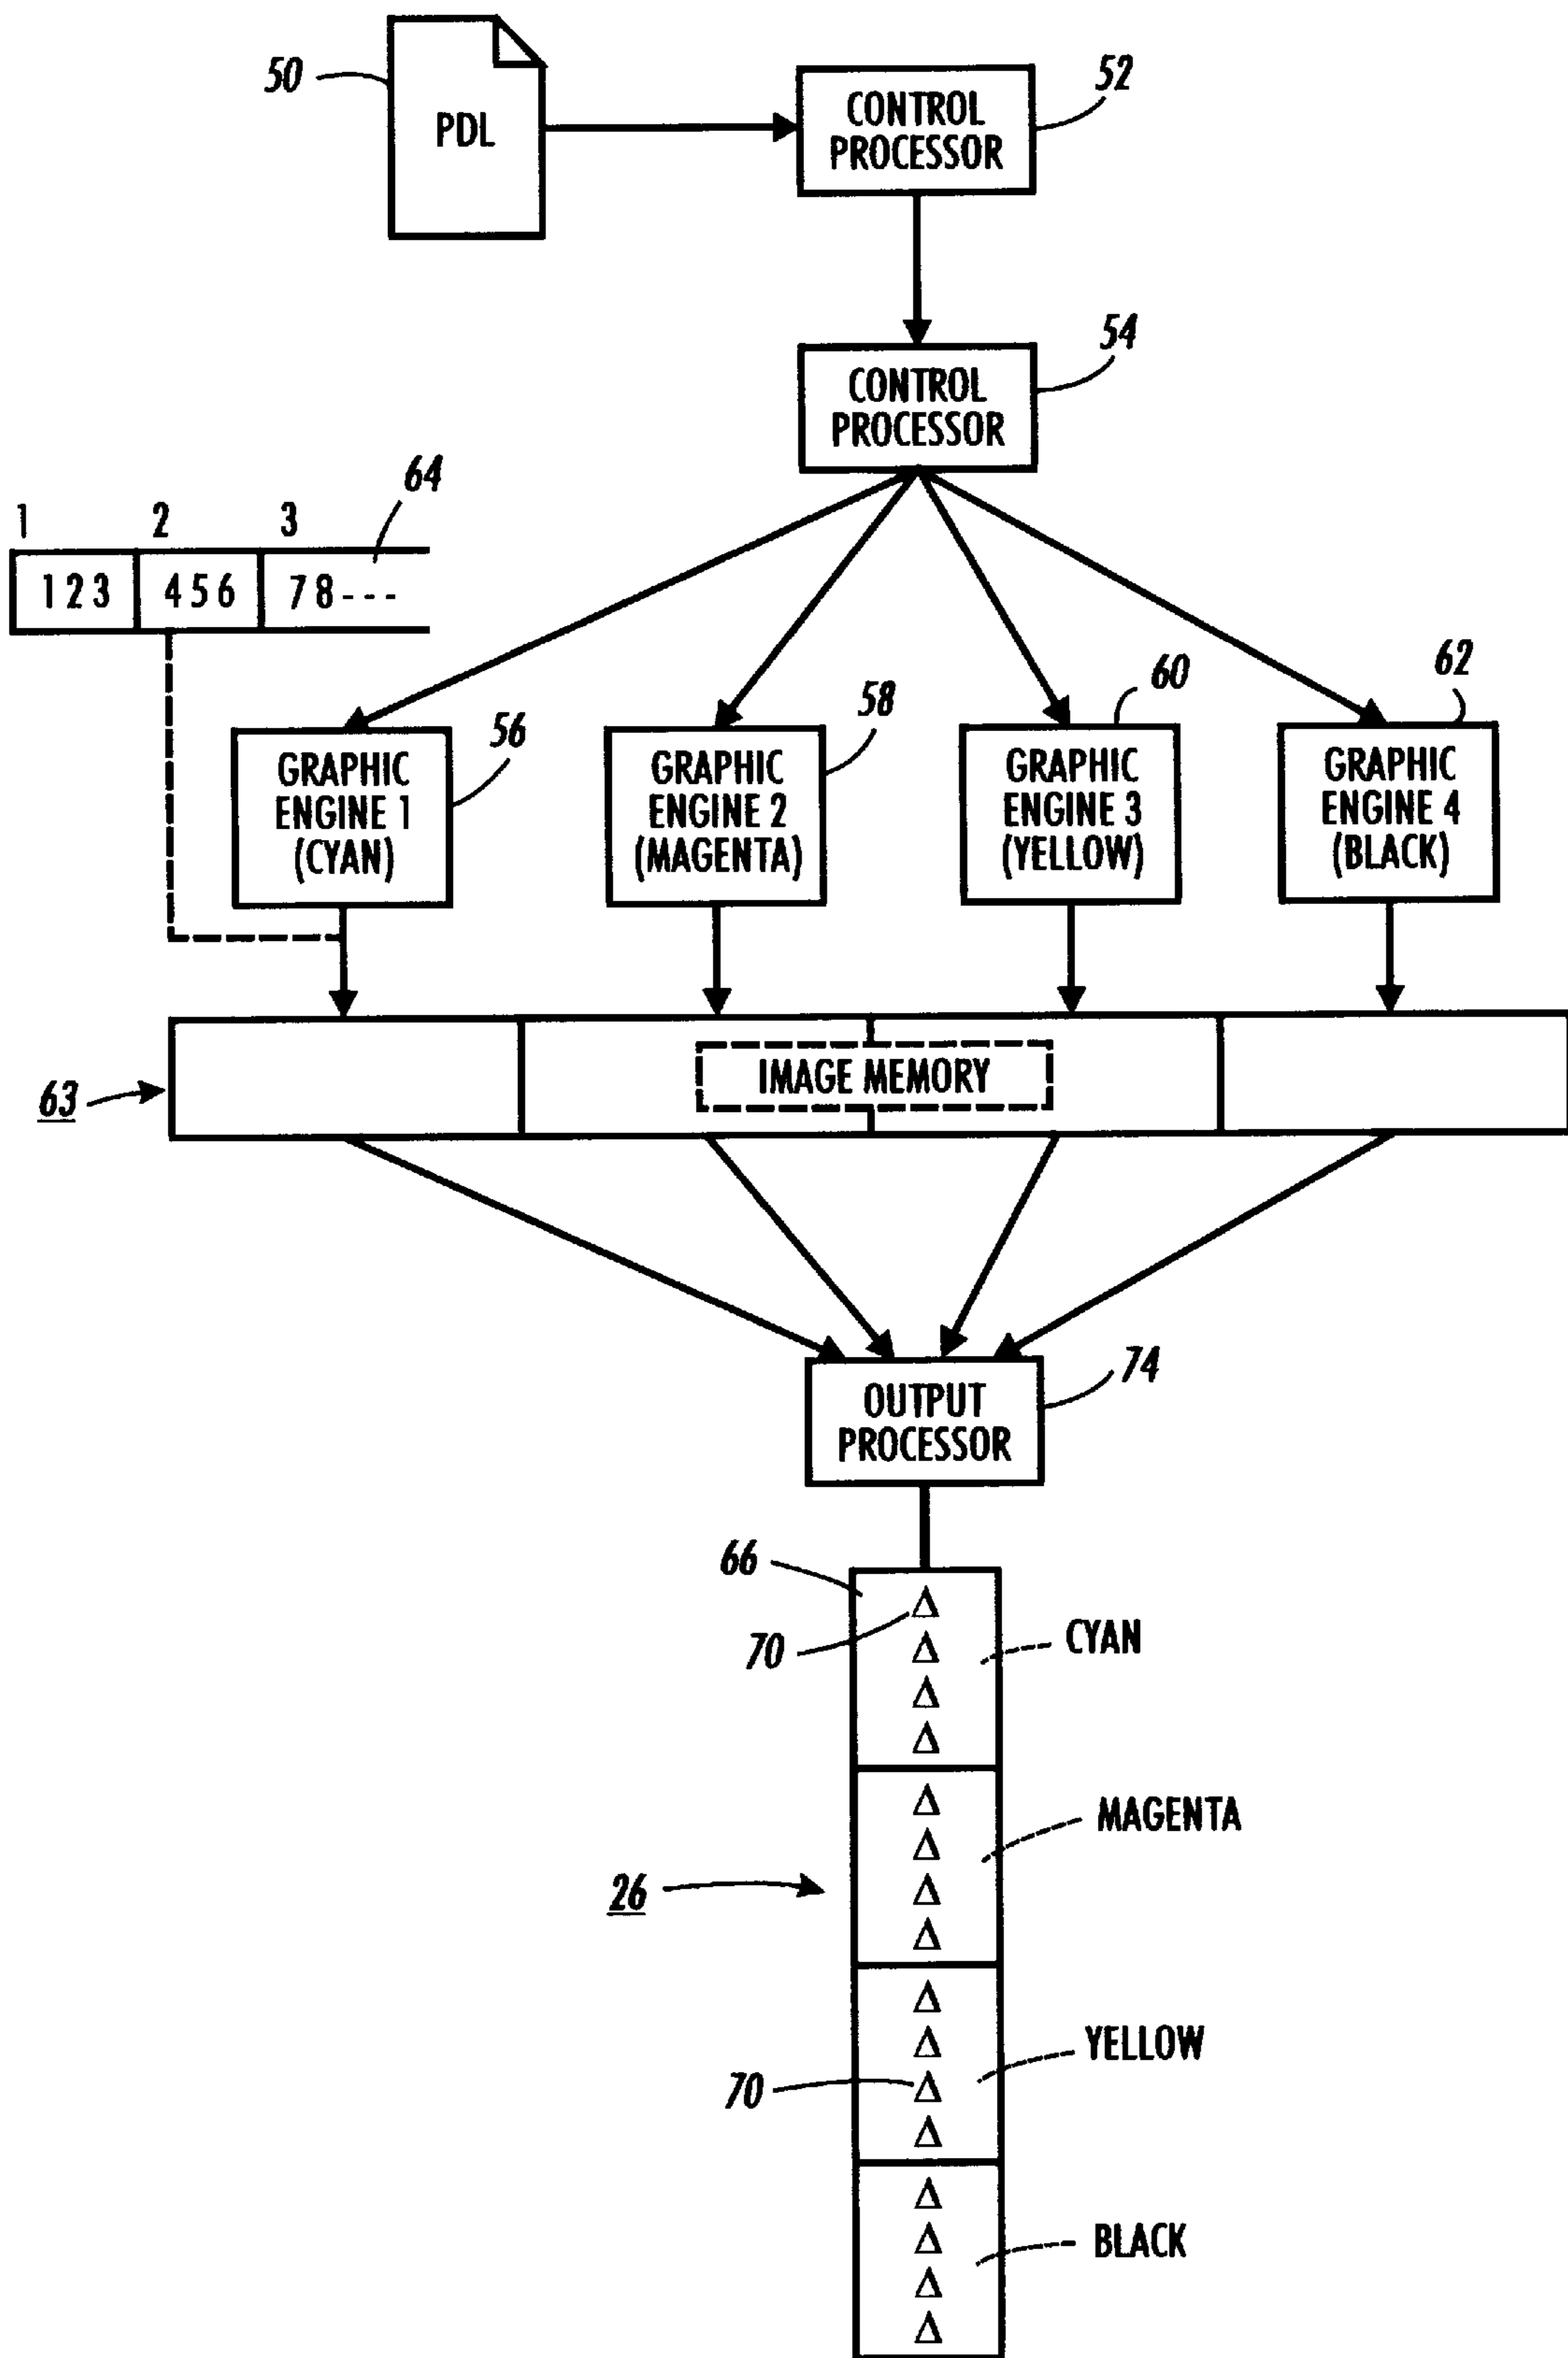 50
PDL
CONTROL
PROCESSOR
52
CONTROL
PROCESSOR
54
1 2 3
64
1 2 3 4 5 6 7 8 - - -
GRAPHIC
ENGINE 1
(CYAN)
56
GRAPHIC
ENGINE 2
(MAGENTA)
58
GRAPHIC
ENGINE 3
(YELLOW)
60
GRAPHIC
ENGINE 4
(BLACK)
62
63
IMAGE MEMORY
OUTPUT
PROCESSOR
74
66
70
CYAN
MAGENTA
26
YELLOW
70
BLACK